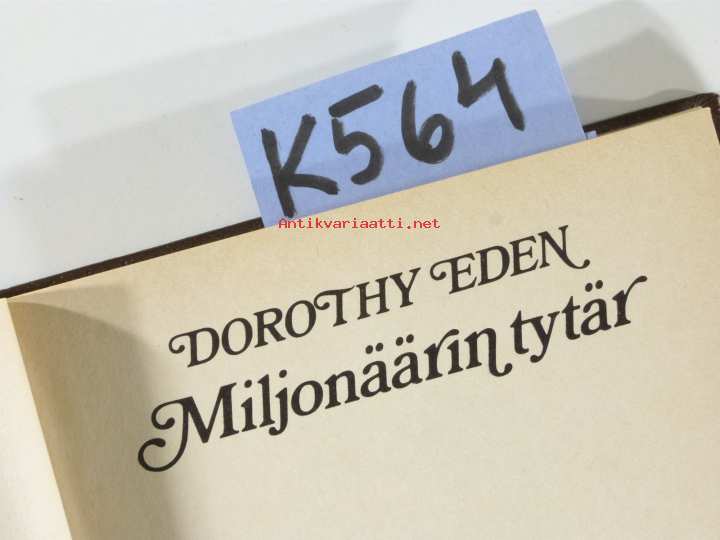 K564
Antikvariaatti.net
DOROTHY EDEN
Miljonäärin tytär